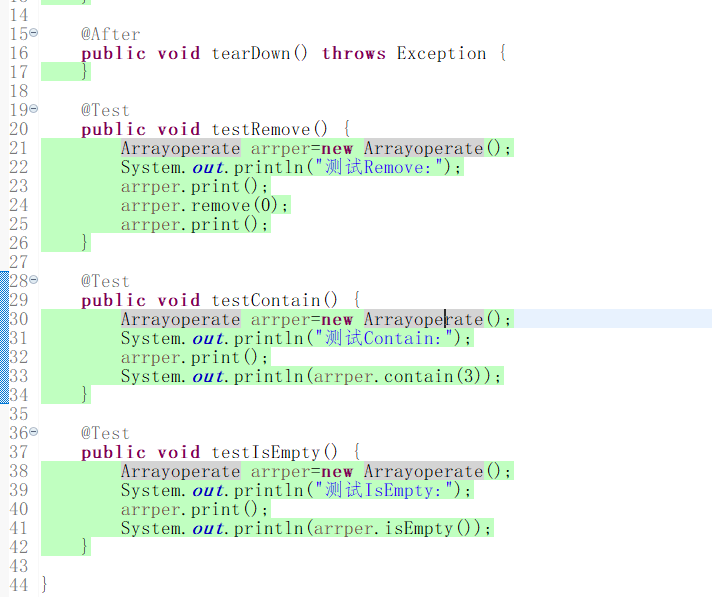 14
15 @After
16 public void tearDown() throws Exception {
17 }
18
19 @Test
20 public void testRemove() {
21 Arrayoperate arrper=new Arrayoperate();
22 System.out.println("测试Remove:");
23 arrper.print();
24 arrper.remove(0);
25 arrper.print();
26 }
27
28 @Test
29 public void testContain() {
30 Arrayoperate arrper=new Arrayoperate();
31 System.out.println("测试Contain:");
32 arrper.print();
33 System.out.println(arrper.contain(3));
34 }
35
36 @Test
37 public void testIsEmpty() {
38 Arrayoperate arrper=new Arrayoperate();
39 System.out.println("测试IsEmpty:");
40 arrper.print();
41 System.out.println(arrper.isEmpty());
42 }
43
44 }